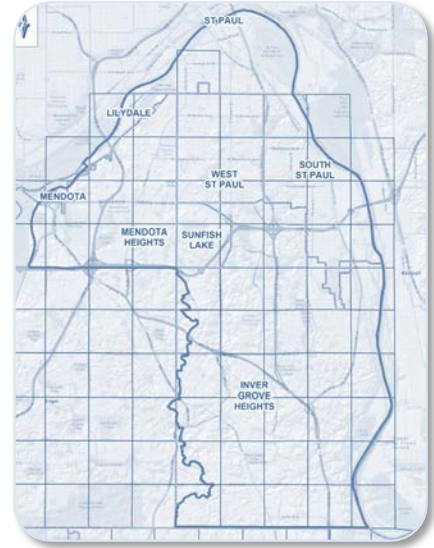 ST PAUL
LILYDALE
WEST
ST PAUL
SOUTH
ST PAUL
MENDOTA
MENDOTA
HEIGHTS
SUNFISH
LAKE
INVER
GROVE
HEIGHTS